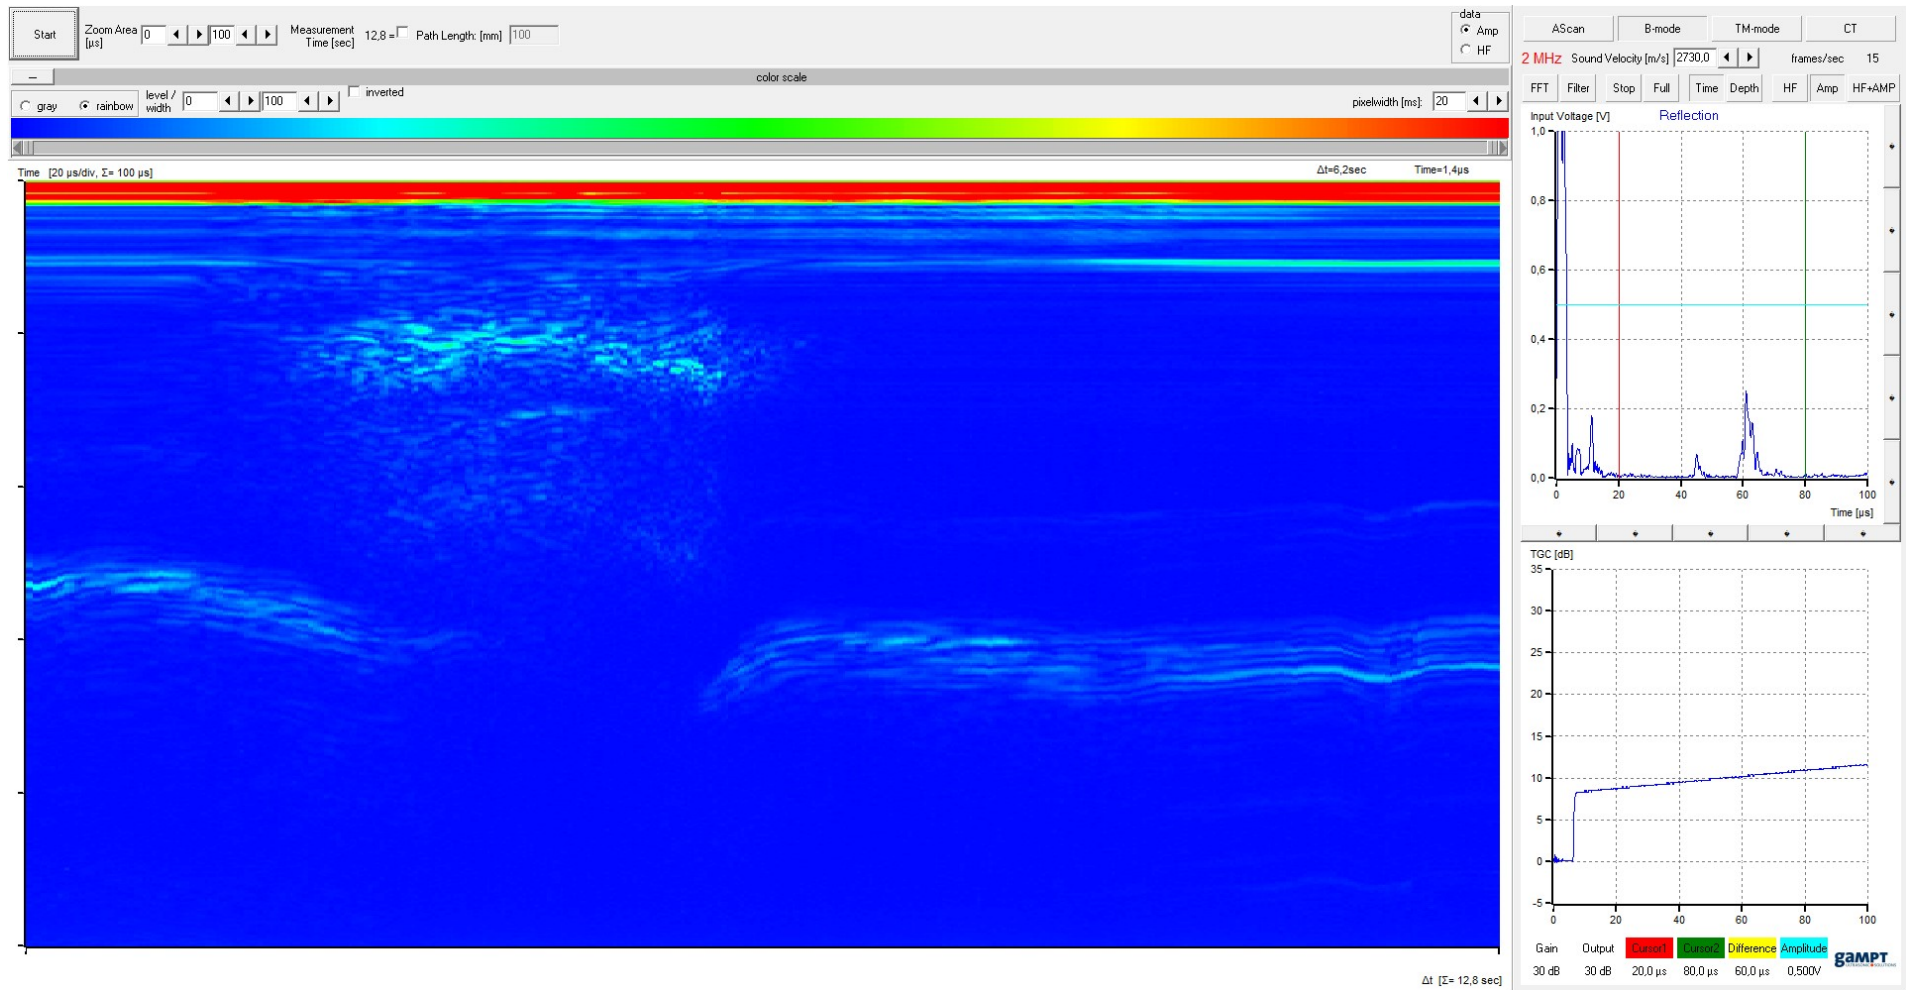 Start
Zoom Area [µs] 0 100
Measurement Time [sec] 12,8 =
Path Length: [mm] 100
data
Amp
HF
color scale
gray
rainbow
level / width 0 100
inverted
pixelwidth [ms]: 20
Time [20 µs/div, Σ= 100 µs]
Δt=6,2sec
Time=1,4µs
Δt [Σ= 12,8 sec]
AScan
B-mode
TM-mode
CT
2 MHz
Sound Velocity [m/s] 2730,0
frames/sec 15
FFT
Filter
Stop
Full
Time
Depth
HF
Amp
HF+AMP
Input Voltage [V]
Reflection
1,0
0,8
0,6
0,4
0,2
0,0
0 20 40 60 80 100
Time [µs]
TGC [dB]
35
30
25
20
15
10
5
0
-5
0 20 40 60 80 100
Gain
Output
Cursor1
Cursor2
Difference
Amplitude
30 dB
30 dB
20,0 µs
80,0 µs
60,0 µs
0,500V
gampt